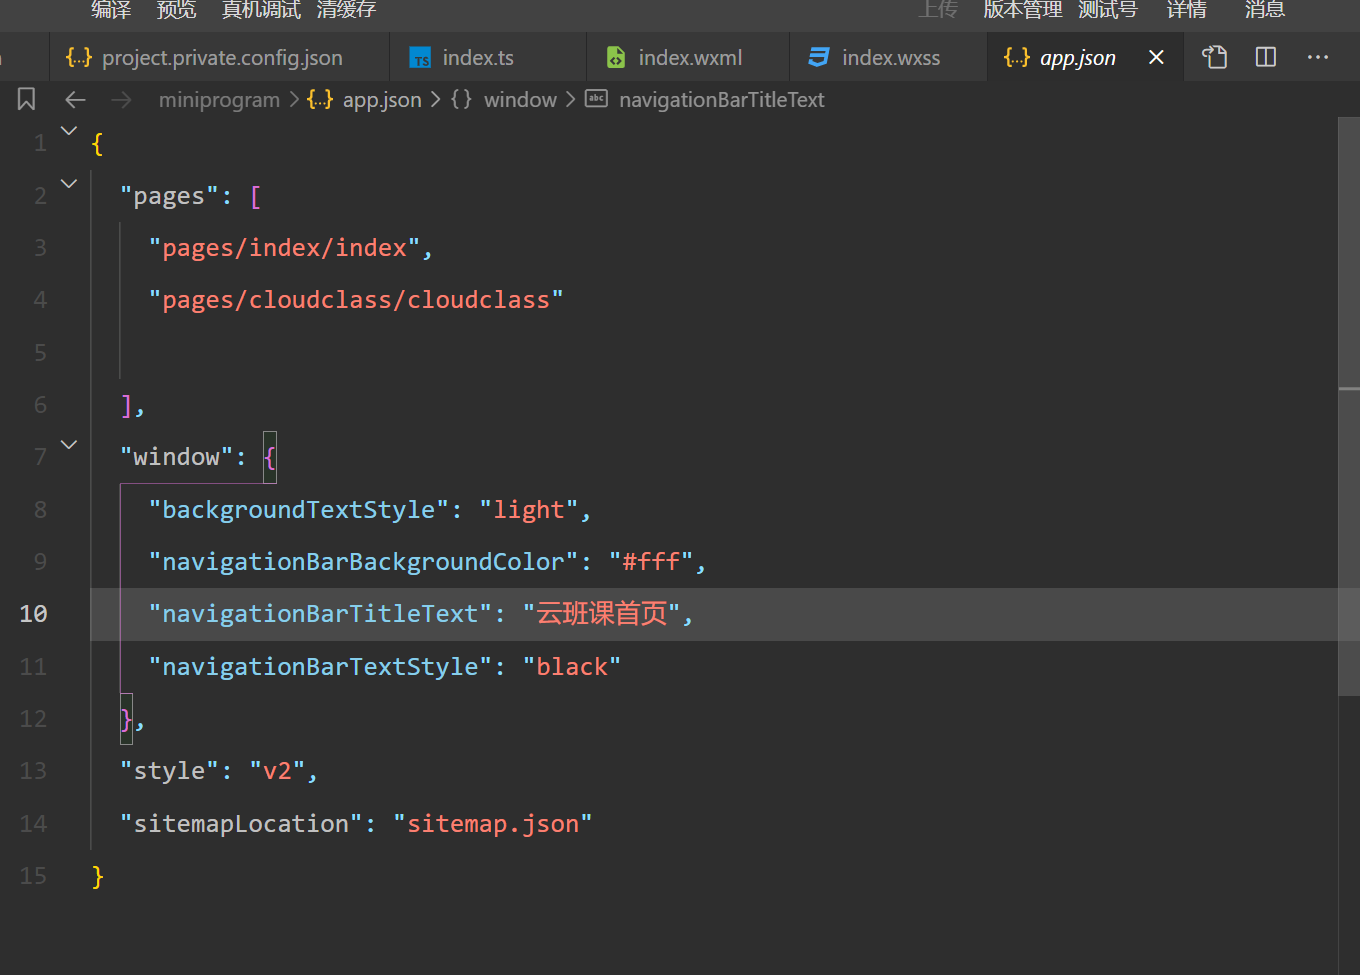 编译 预览 真机调试 清缓存 上传 版本管理 测试号 详情 消息
{..} project.private.config.json TS index.ts index.wxml index.wxss {..} app.json
miniprogram > {..} app.json > {} window > abc navigationBarTitleText
1 {
2 "pages": [
3 "pages/index/index",
4 "pages/cloudclass/cloudclass"
5
6 ],
7 "window": {
8 "backgroundTextStyle": "light",
9 "navigationBarBackgroundColor": "#fff",
10 "navigationBarTitleText": "云班课首页",
11 "navigationBarTextStyle": "black"
12 },
13 "style": "v2",
14 "sitemapLocation": "sitemap.json"
15 }